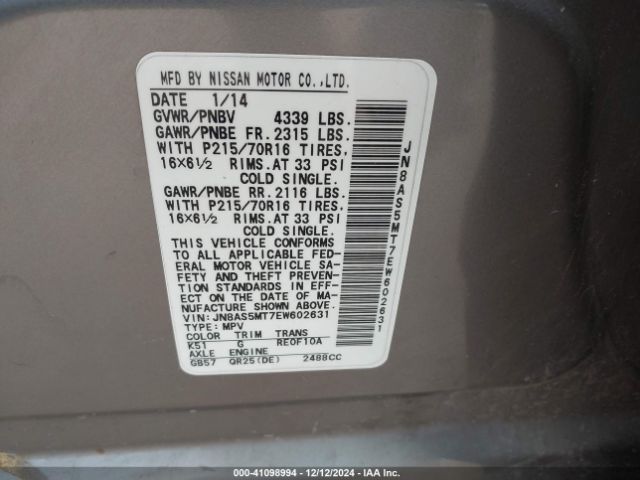 MFD BY NISSAN MOTOR CO.,LTD.
DATE 1/14
GVWR/PNBV 4339 LBS.
GAWR/PNBE FR. 2315 LBS.
WITH P215/70R16 TIRES.
16×6½ RIMS. AT 33 PSI
COLD SINGLE.
GAWR/PNBE RR. 2116 LBS.
WITH P215/70R16 TIRES.
16×6½ RIMS. AT 33 PSI
COLD SINGLE.
THIS VEHICLE CONFORMS
TO ALL APPLICABLE FED-
ERAL MOTOR VEHICLE SA-
FETY AND THEFT PREVEN-
TION STANDARDS IN EFF-
ECT ON THE DATE OF MA-
NUFACTURE SHOWN ABOVE.
VIN: JN8AS5MT7EW602631
TYPE: MPV
COLOR TRIM TRANS
K51 G RE0F10A
AXLE ENGINE
GB57 QR25(DE) 2488CC
JN8AS5MT7EW602631
000-41098994 - 12/12/2024 - IAA Inc.